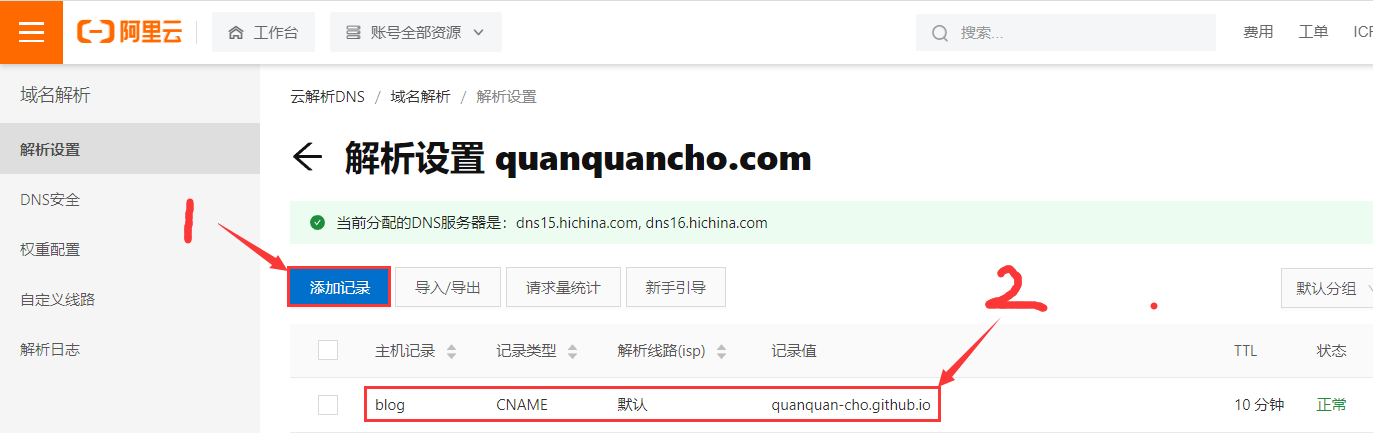 阿里云 工作台 账号全部资源 搜索... 费用 工单 ICP
域名解析
云解析DNS / 域名解析 / 解析设置
解析设置
解析设置 quanquancho.com
DNS安全
1
当前分配的DNS服务器是：dns15.hichina.com, dns16.hichina.com
权重配置
自定义线路
添加记录 导入/导出 请求量统计 新手引导
2
默认分组
解析日志
主机记录 记录类型 解析线路(isp) 记录值 TTL 状态
blog CNAME 默认 quanquan-cho.github.io 10 分钟 正常